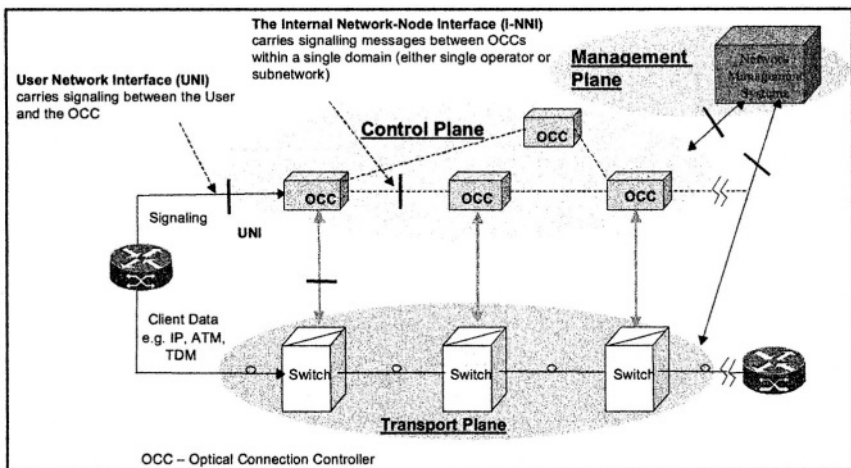 The Internal Network-Node Interface (I-NNI)
carries signalling messages between OCCs
within a single domain (either single operator or
subnetwork)
Management
Plane
Network
Management
Systems
User Network Interface (UNI)
carries signaling between the User
and the OCC
Control Plane
OCC
OCC
OCC
OCC
Signaling
UNI
Client Data
e.g. IP, ATM,
TDM
Switch
Switch
Switch
Transport Plane
OCC – Optical Connection Controller